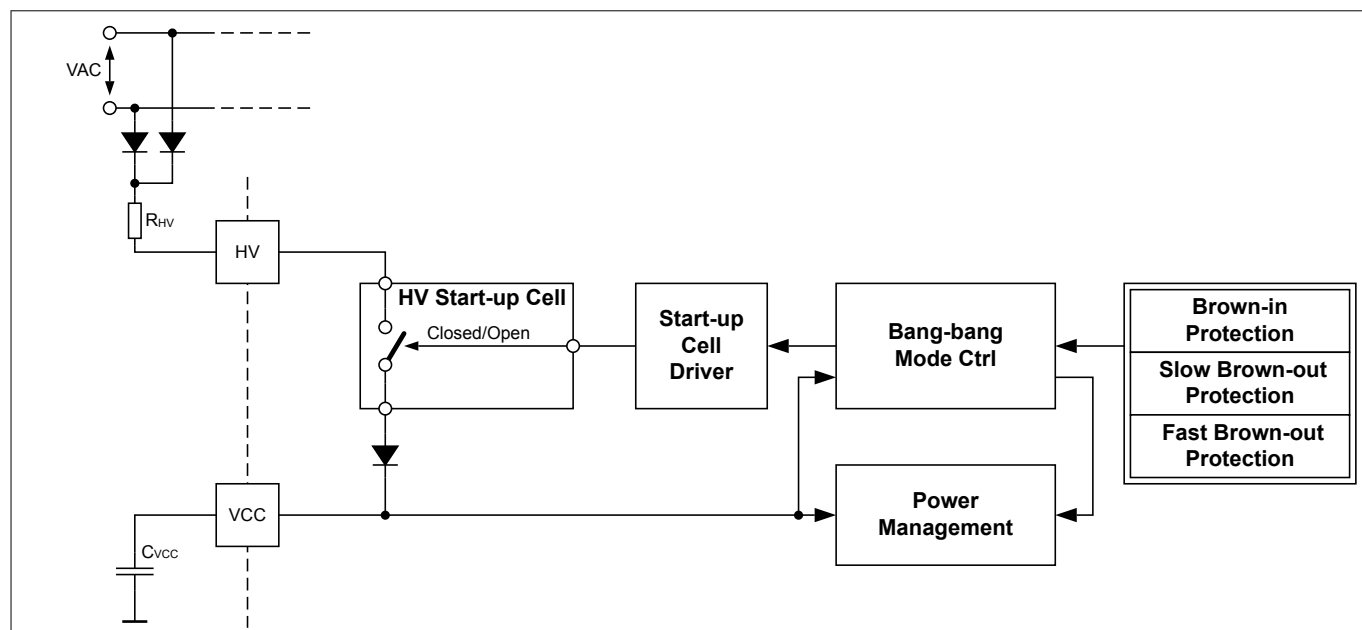 VAC
RHV
HV
HV Start-up Cell
Closed/Open
Start-up
Cell
Driver
Bang-bang
Mode Ctrl
Brown-in
Protection
Slow Brown-out
Protection
Fast Brown-out
Protection
VCC
CVCC
Power
Management